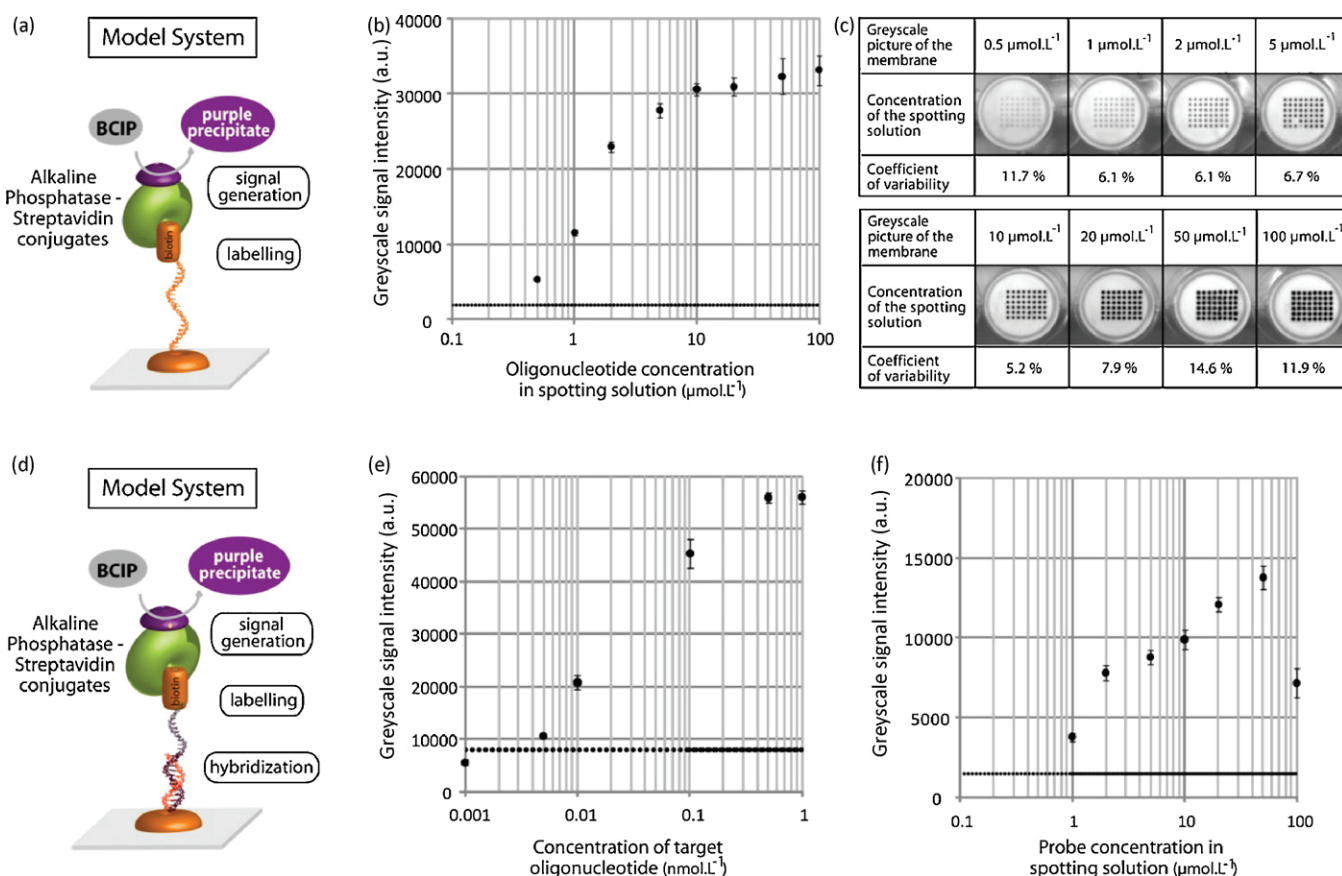 (a)
Model System
BCIP
purple
precipitate
Alkaline
Phosphatase -
Streptavidin
conjugates
signal
generation
biotin
labelling
(b)
Greyscale signal intensity (a.u.)
40000
30000
20000
10000
0
0.1
1
10
100
Oligonucleotide concentration
in spotting solution (µmol.L-1)
(c)
Greyscale
picture of the
membrane
0.5 µmol.L-1
1 µmol.L-1
2 µmol.L-1
5 µmol.L-1
Concentration
of the spotting
solution
Coefficient
of variability
11.7 %
6.1 %
6.1 %
6.7 %
Greyscale
picture of the
membrane
10 µmol.L-1
20 µmol.L-1
50 µmol.L-1
100 µmol.L-1
Concentration
of the spotting
solution
Coefficient
of variability
5.2 %
7.9 %
14.6 %
11.9 %
(d)
Model System
BCIP
purple
precipitate
Alkaline
Phosphatase -
Streptavidin
conjugates
signal
generation
biotin
labelling
hybridization
(e)
Greyscale signal intensity (a.u.)
60000
50000
40000
30000
20000
10000
0
0.001
0.01
0.1
1
Concentration of target
oligonucleotide (nmol.L-1)
(f)
Greyscale signal intensity (a.u.)
20000
15000
10000
5000
0
0.1
1
10
100
Probe concentration in
spotting solution (µmol.L-1)